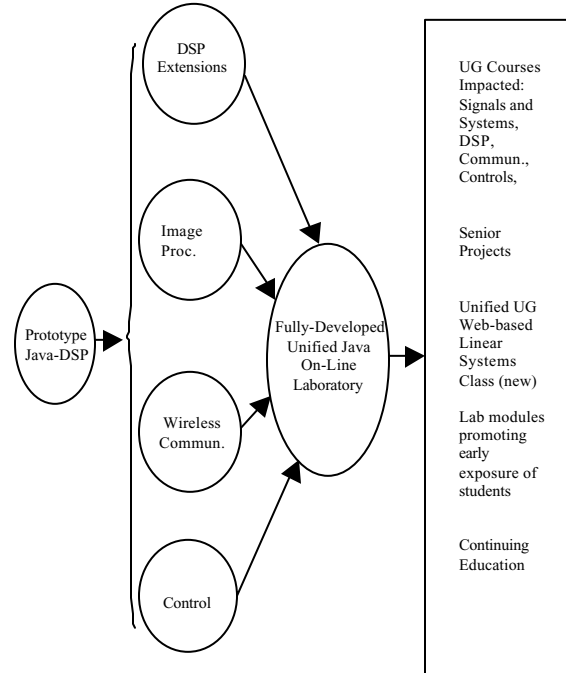 Prototype
Java-DSP
DSP
Extensions
Image
Proc.
Wireless
Commun.
Control
Fully-Developed
Unified Java
On-Line
Laboratory
UG Courses
Impacted:
Signals and
Systems,
DSP,
Commun.,
Controls,
Senior
Projects
Unified UG
Web-based
Linear
Systems
Class (new)
Lab modules
promoting
early
exposure of
students
Continuing
Education